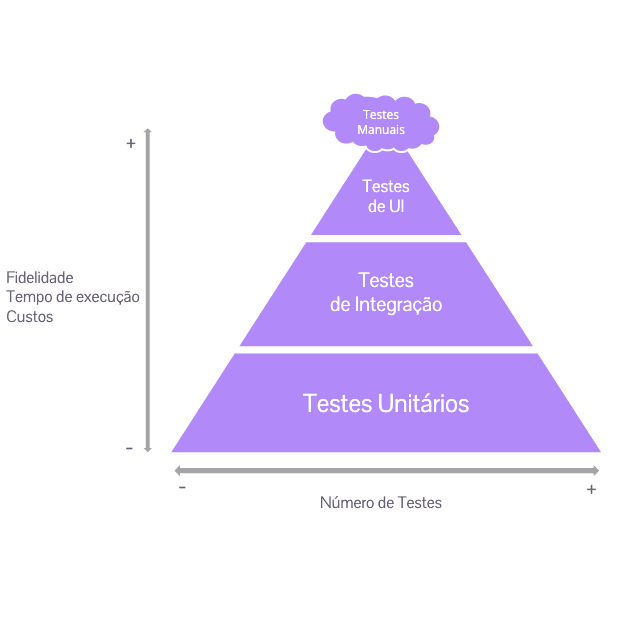 Testes
Manuais
+
Testes
de UI
Fidelidade
Tempo de execução
Custos
Testes
de Integração
Testes Unitários
-
-
+
Número de Testes